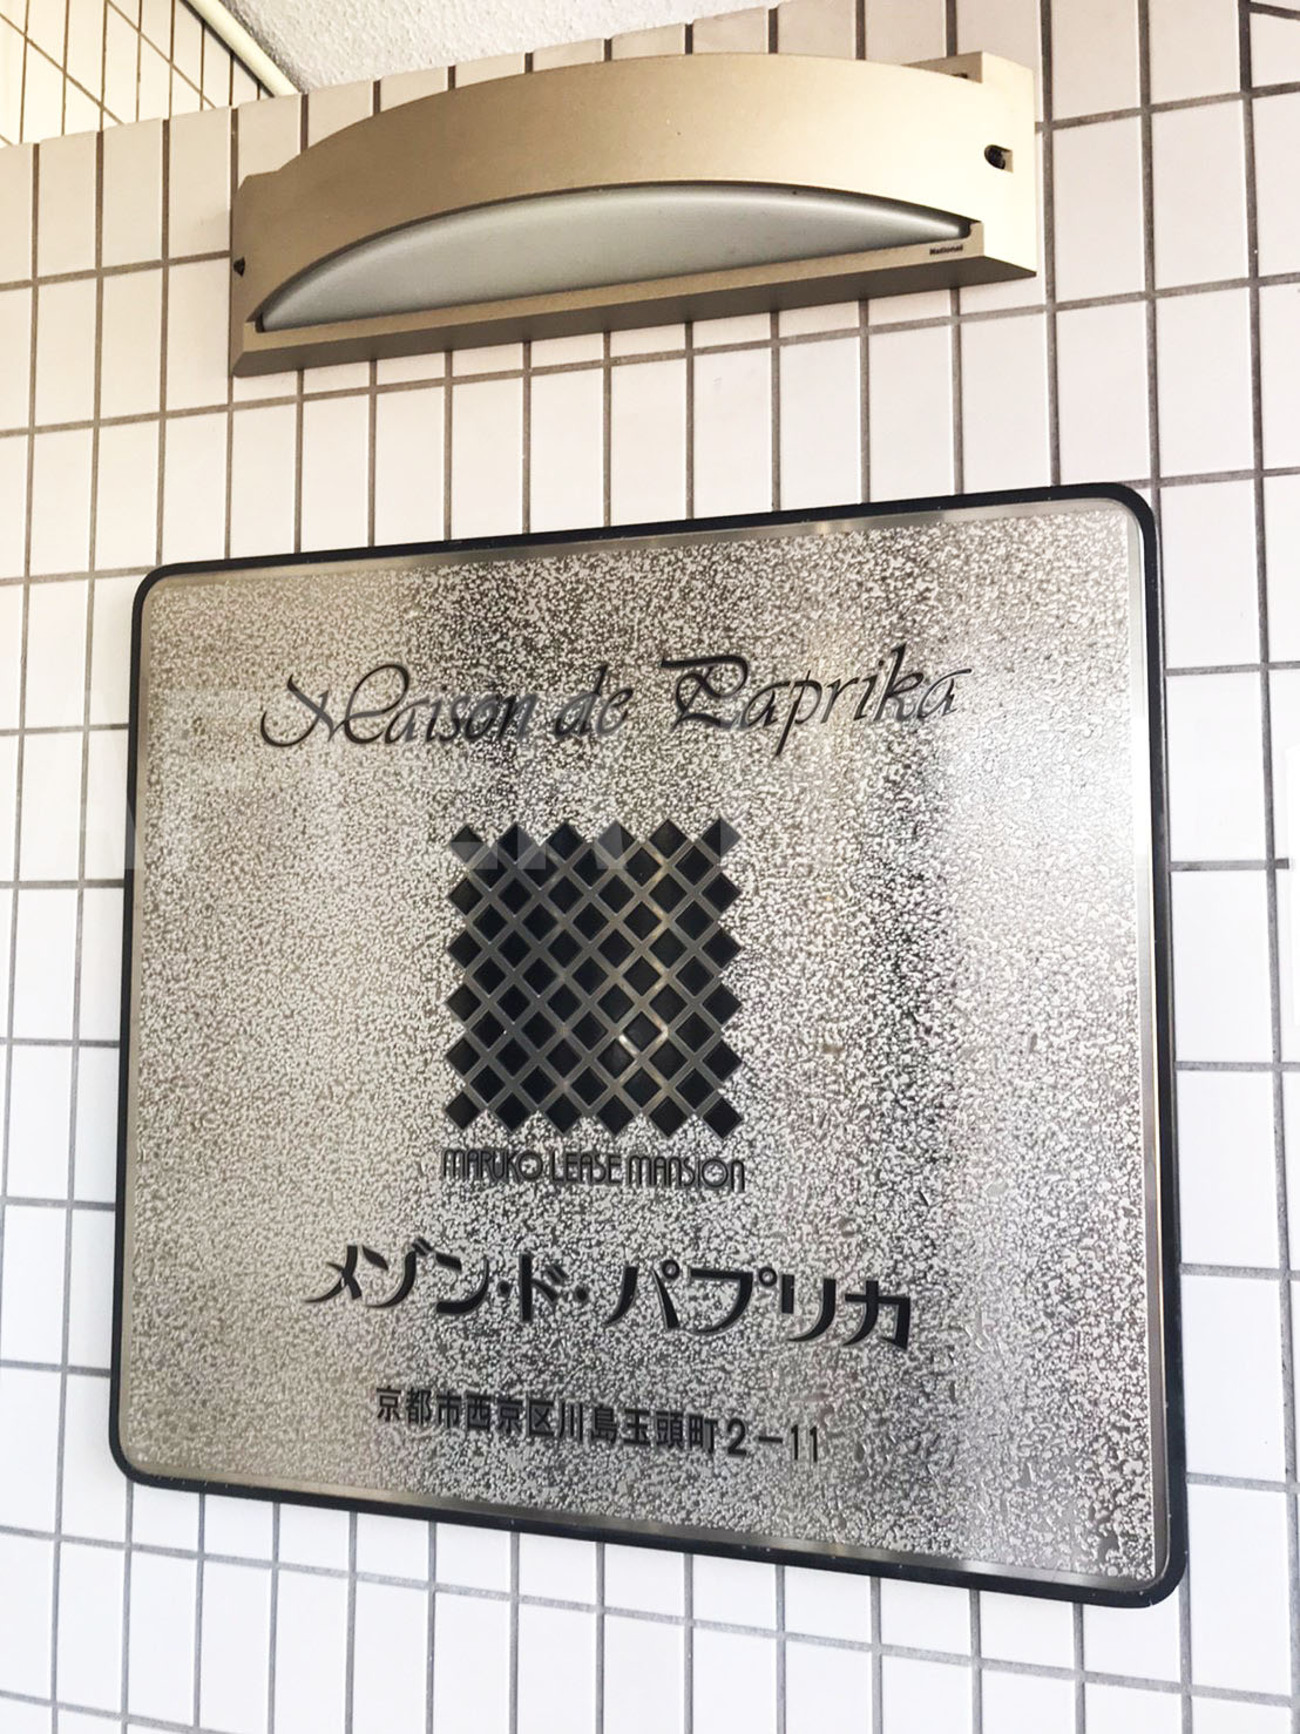 National
Maison de Paprika
MARUKO LEASE MANSION
メゾン・ド・パプリカ
京都市西京区川島玉頭町2-11